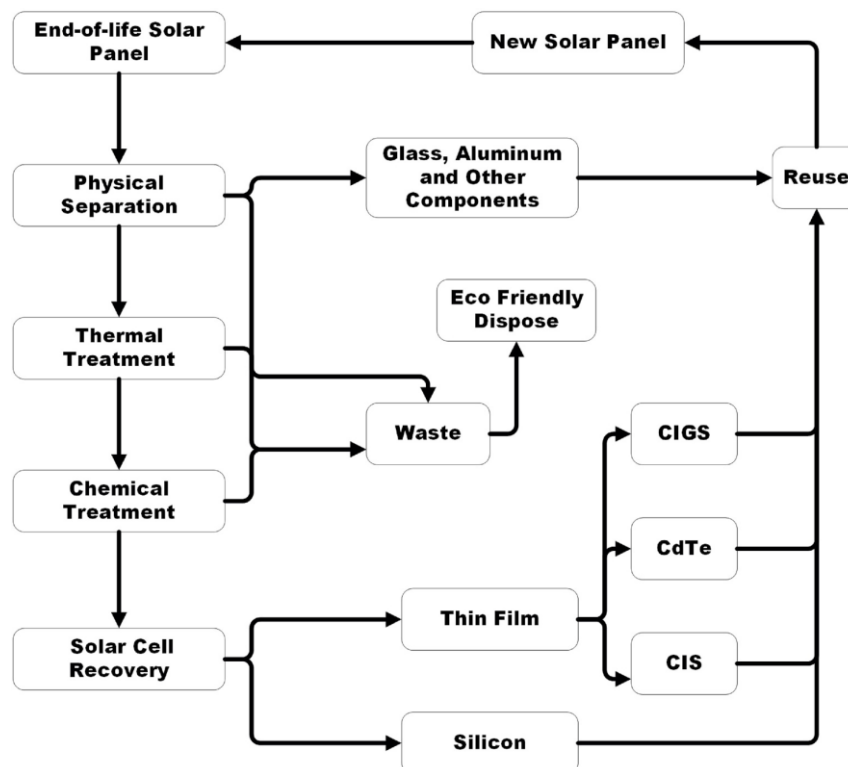 End-of-life Solar
Panel
New Solar Panel
Physical
Separation
Glass, Aluminum
and Other
Components
Reuse
Eco Friendly
Dispose
Thermal
Treatment
Waste
CIGS
Chemical
Treatment
CdTe
Thin Film
Solar Cell
Recovery
CIS
Silicon